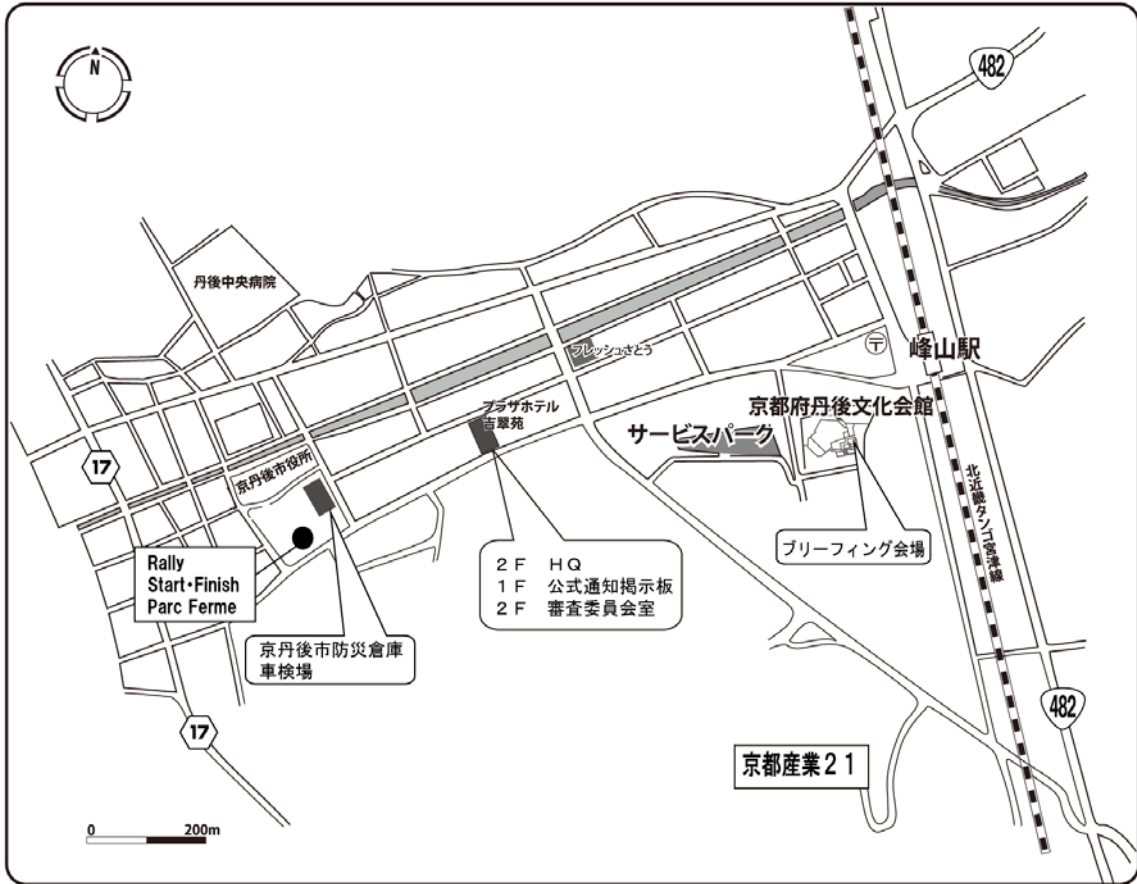 N
482
丹後中央病院
フレッシュさとう
〒
峰山駅
プラザホテル
吉翠苑
京都府丹後文化会館
サービスパーク
17
京丹後市役所
北近畿タンゴ宮津線
Rally
Start・Finish
Parc Ferme
2F HQ
1F 公式通知掲示板
2F 審査委員会室
ブリーフィング会場
京丹後市防災倉庫
車検場
17
482
京都産業21
0 200m